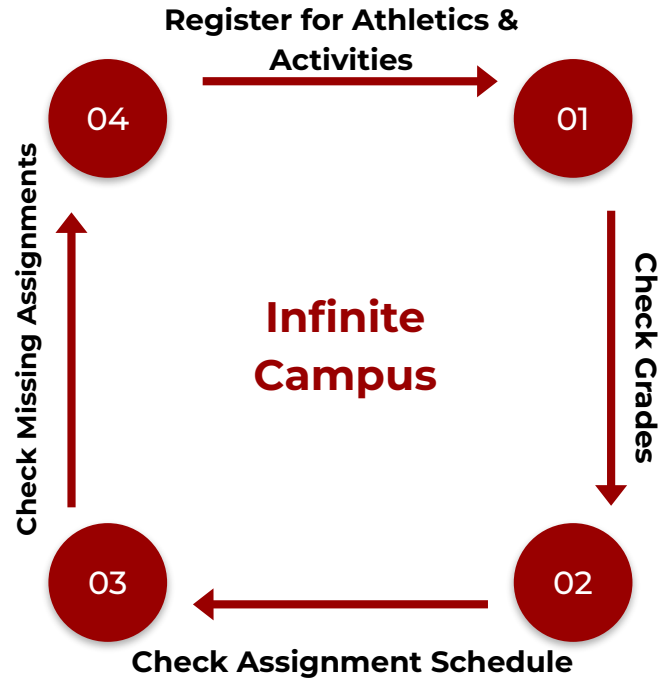 Register for Athletics &
Activities
04
01
Check Missing Assignments
Infinite
Campus
Check Grades
03
02
Check Assignment Schedule